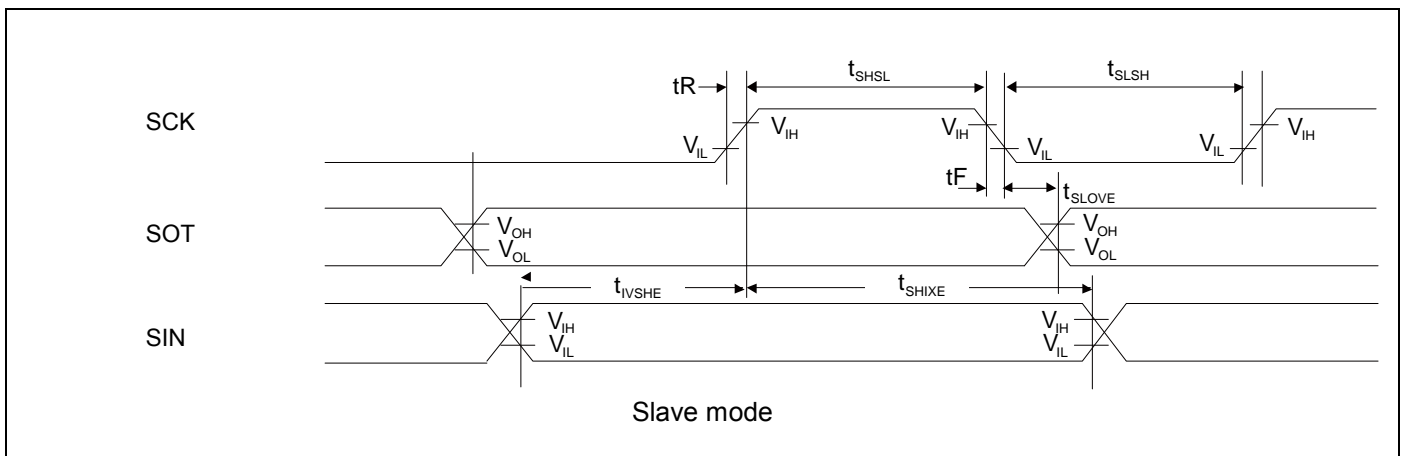 tR
tSHSL
tSLSH
SCK
VIH
VIH
VIH
VIL
VIL
VIL
tF
tSLOVE
SOT
VOH
VOH
VOL
VOL
tIVSHE
tSHIXE
SIN
VIH
VIH
VIL
VIL
Slave mode